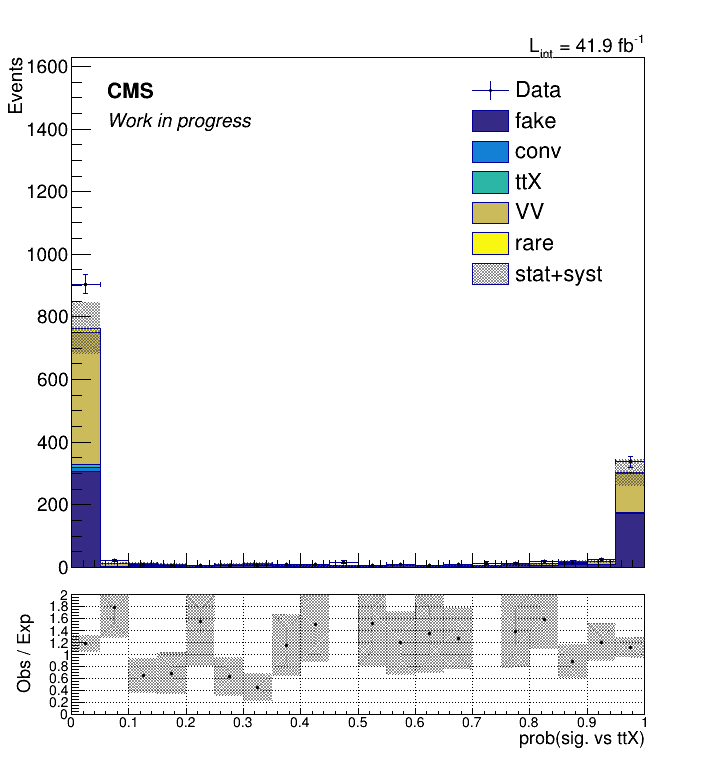 L_int = 41.9 fb^-1
Events
1600
1400
1200
1000
800
600
400
200
0
CMS
Work in progress
Data
fake
conv
ttX
VV
rare
stat+syst
Obs / Exp
2
1.8
1.6
1.4
1.2
1
0.8
0.6
0.4
0.2
0
0 0.1 0.2 0.3 0.4 0.5 0.6 0.7 0.8 0.9 1
prob(sig. vs ttX)